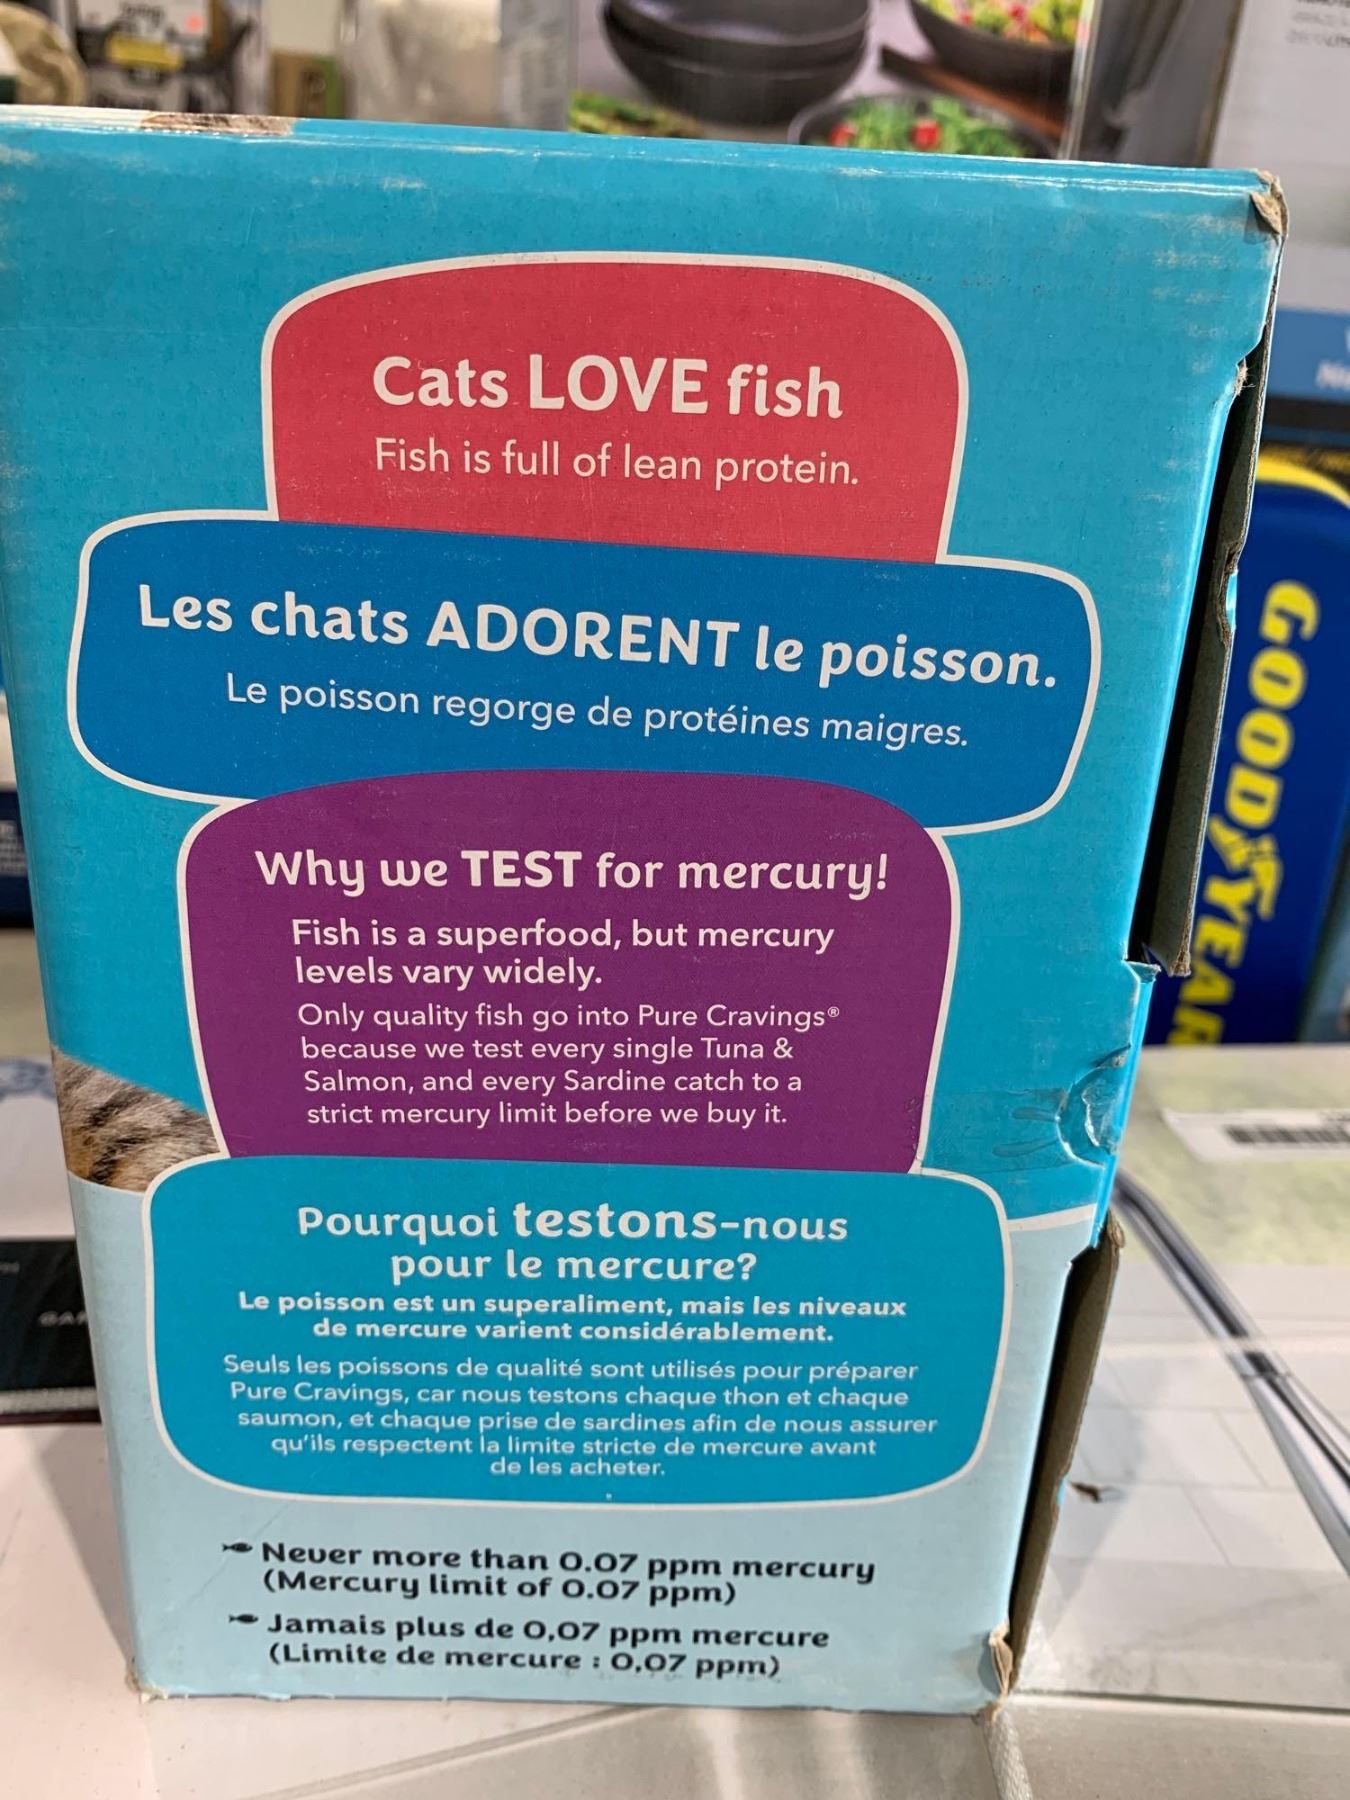 Cats LOVE fish
Fish is full of lean protein.
Les chats ADORENT le poisson.
Le poisson regorge de protéines maigres.
Why we TEST for mercury!
Fish is a superfood, but mercury
levels vary widely.
Only quality fish go into Pure Cravings®
because we test every single Tuna &
Salmon, and every Sardine catch to a
strict mercury limit before we buy it.
Pourquoi testons-nous
pour le mercure?
Le poisson est un superaliment, mais les niveaux
de mercure varient considérablement.
Seuls les poissons de qualité sont utilisés pour préparer
Pure Cravings, car nous testons chaque thon et chaque
saumon, et chaque prise de sardines afin de nous assurer
qu'ils respectent la limite stricte de mercure avant
de les acheter.
Never more than 0.07 ppm mercury
(Mercury limit of 0.07 ppm)
Jamais plus de 0,07 ppm mercure
(Limite de mercure : 0,07 ppm)
GOODYEAR